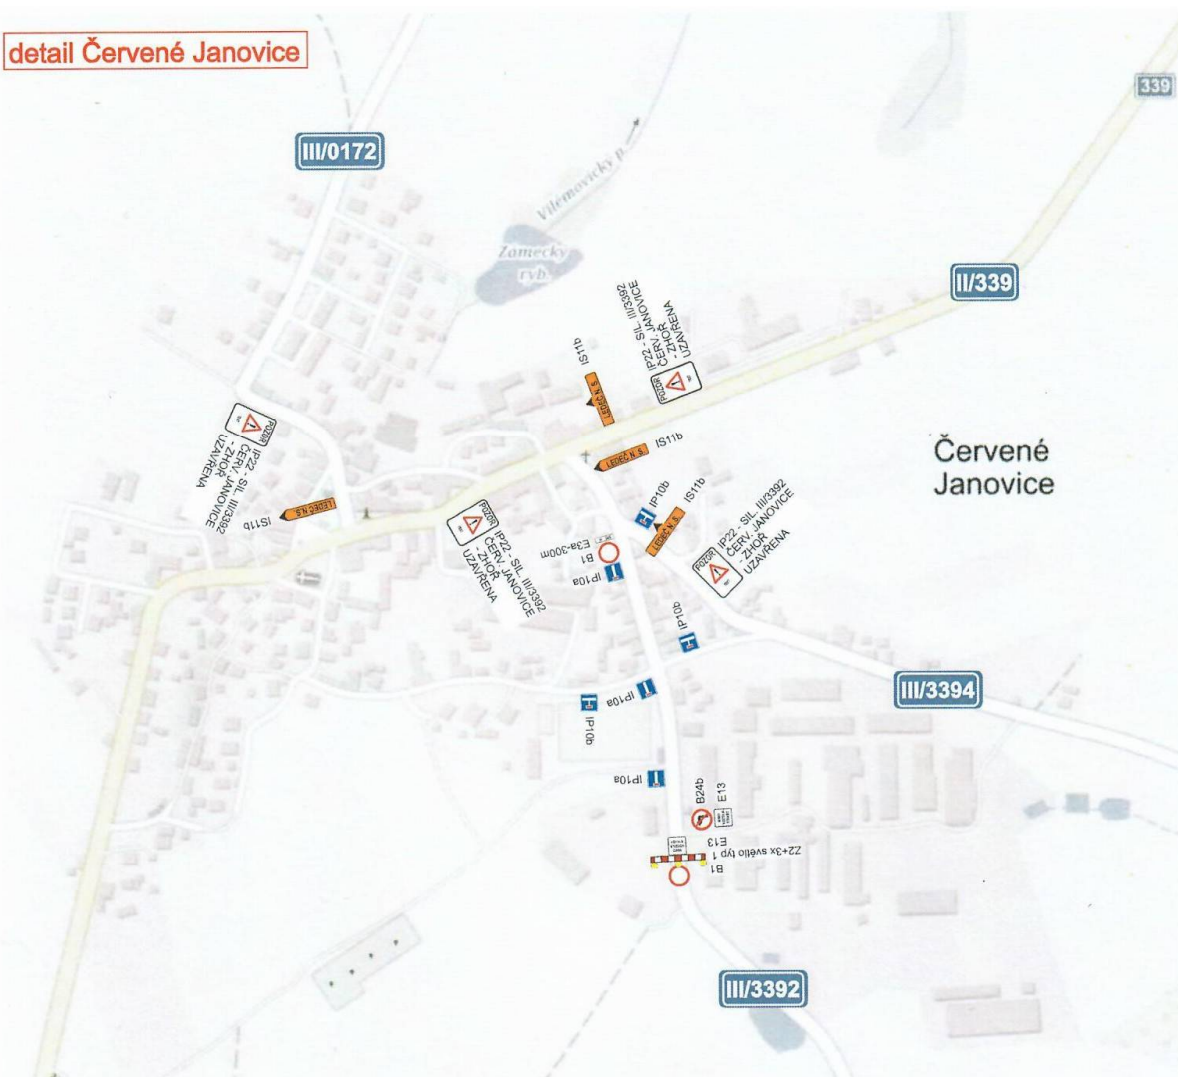 detail Červené Janovice
339
III/0172
Vilémovický p.
Zámecký
ryb.
II/339
IP22 - SIL. III/3392
ČERV. JANOVICE
- ZHOŘ
UZAVŘENA
POZOR
IS11b
LEDEČ N. S.
POZOR
IP22 - SIL. III/3392
ČERV. JANOVICE
- ZHOŘ
UZAVŘENA
LEDEČ N. S.
IS11b
Červené
Janovice
LEDEČ N.S.
IS11b
POZOR
IP22 - SIL. III/3392
ČERV. JANOVICE
- ZHOŘ
UZAVŘENA
IP10b
IS11b
LEDEČ N. S.
E3a-300m
B1
IP10a
POZOR
IP22 - SIL. III/3392
ČERV. JANOVICE
- ZHOŘ
UZAVŘENA
IP10b
III/3394
IP10a
IP10b
IP10a
B24b
E13
E13
Z2+3x světlo typ 1
B1
III/3392